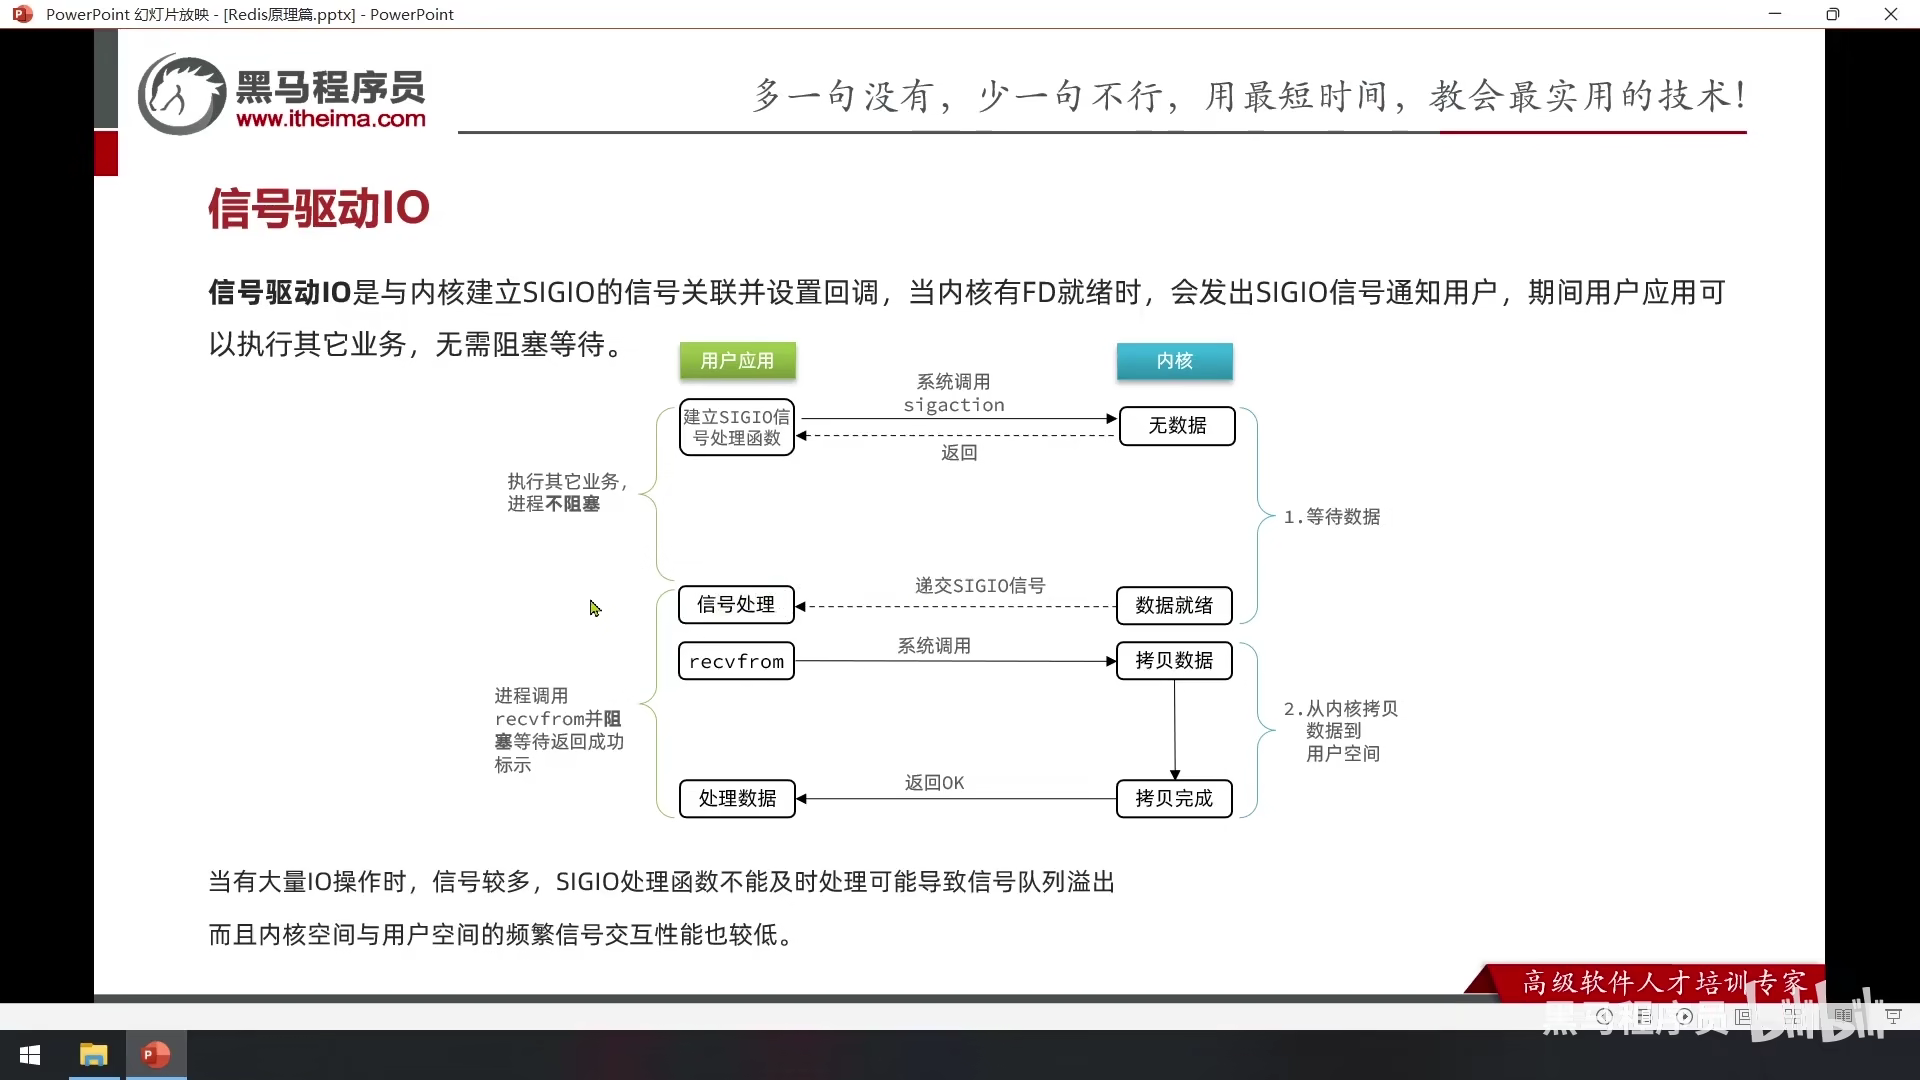 PowerPoint 幻灯片放映 - [Redis原理篇.pptx] - PowerPoint
黑马程序员
www.itheima.com
多一句没有，少一句不行，用最短时间，教会最实用的技术！
信号驱动IO
信号驱动IO是与内核建立SIGIO的信号关联并设置回调，当内核有FD就绪时，会发出SIGIO信号通知用户，期间用户应用可
以执行其它业务，无需阻塞等待。
用户应用
内核
系统调用
sigaction
建立SIGIO信
号处理函数
无数据
返回
执行其它业务，
进程不阻塞
1.等待数据
递交SIGIO信号
信号处理
数据就绪
系统调用
recvfrom
拷贝数据
进程调用
recvfrom并阻
塞等待返回成功
标示
2.从内核拷贝
数据到
用户空间
返回OK
处理数据
拷贝完成
当有大量IO操作时，信号较多，SIGIO处理函数不能及时处理可能导致信号队列溢出
而且内核空间与用户空间的频繁信号交互性能也较低。
高级软件人才培训专家
黑马程序员
bilibili